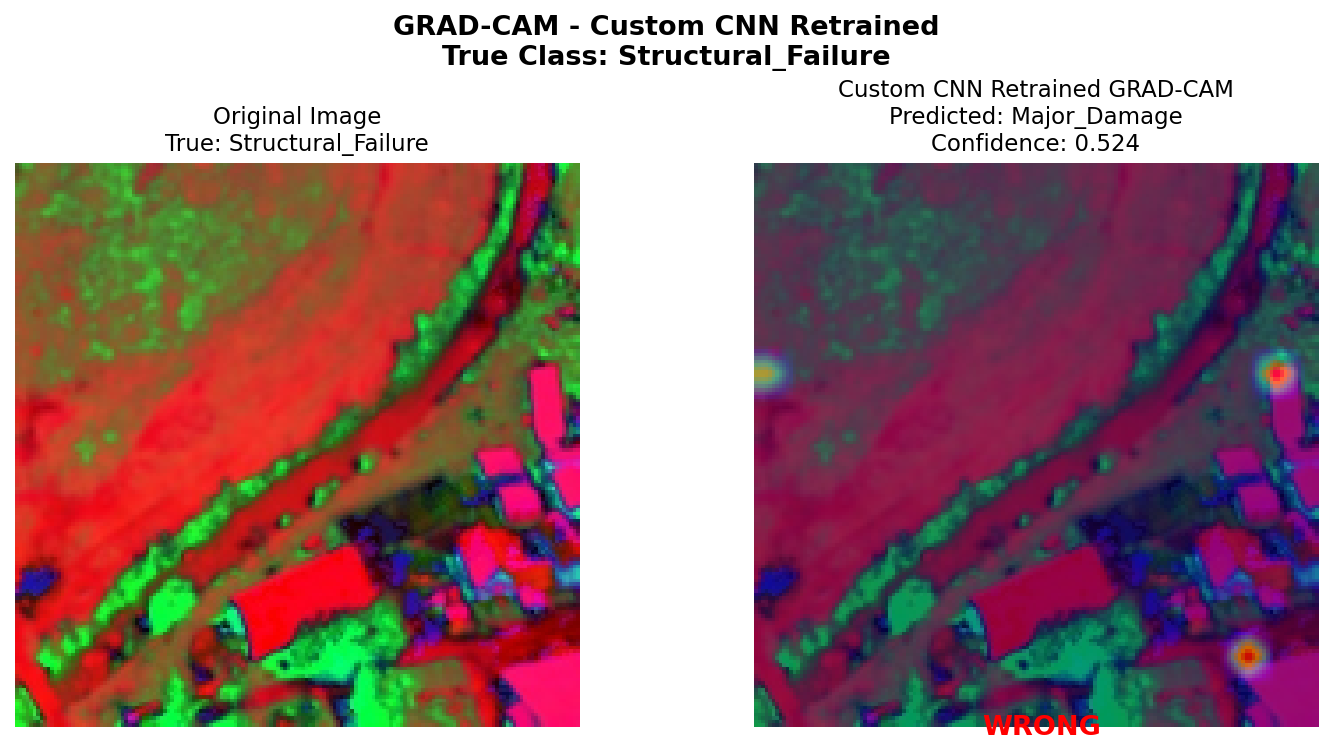 GRAD-CAM - Custom CNN Retrained
True Class: Structural_Failure
Original Image
True: Structural_Failure
Custom CNN Retrained GRAD-CAM
Predicted: Major_Damage
Confidence: 0.524
WRONG